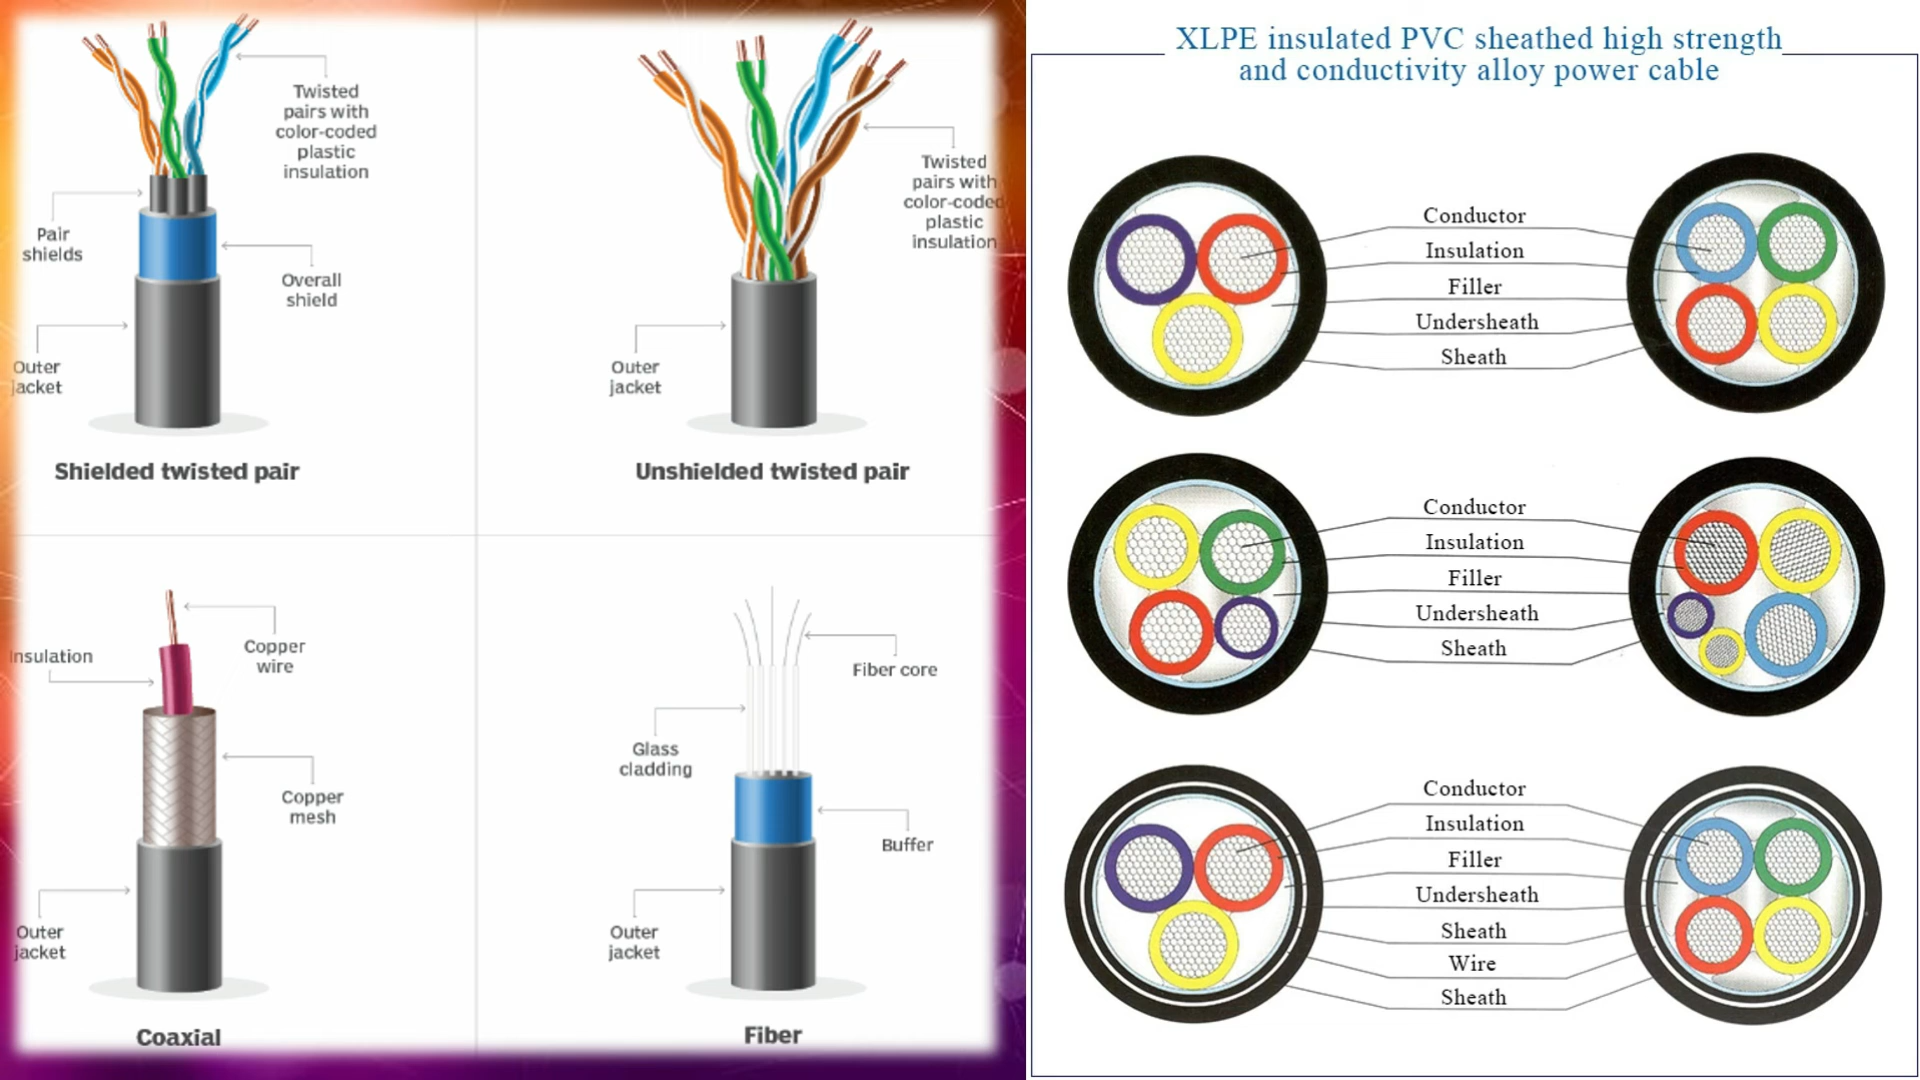 Twisted
pairs with
color-coded
plastic
insulation
Pair
shields
Overall
shield
Outer
jacket
Shielded twisted pair
Twisted
pairs with
color-coded
plastic
insulation
Outer
jacket
Unshielded twisted pair
Copper
wire
Insulation
Copper
mesh
Outer
jacket
Coaxial
Fiber core
Glass
cladding
Buffer
Outer
jacket
Fiber
XLPE insulated PVC sheathed high strength
and conductivity alloy power cable
Conductor
Insulation
Filler
Undersheath
Sheath
Conductor
Insulation
Filler
Undersheath
Sheath
Conductor
Insulation
Filler
Undersheath
Sheath
Wire
Sheath